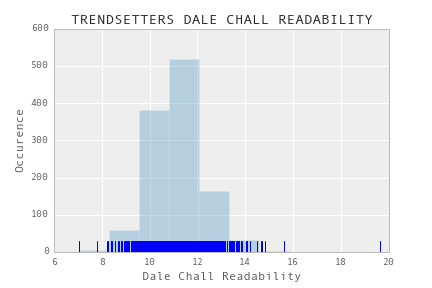 TRENDSETTERS DALE CHALL READABILITY
600
500
400
300
200
100
0
Occurence
6 8 10 12 14 16 18 20
Dale Chall Readability